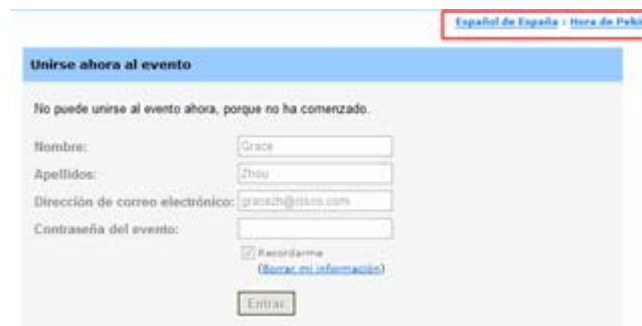 Español de España : Hora de Pekí
Unirse ahora al evento
No puede unirse al evento ahora, porque no ha comenzado.
Nombre: Grace
Apellidos: Zhou
Dirección de correo electrónico:
Contraseña del evento:
Recordarme
(Borrar mi información)
Entrar